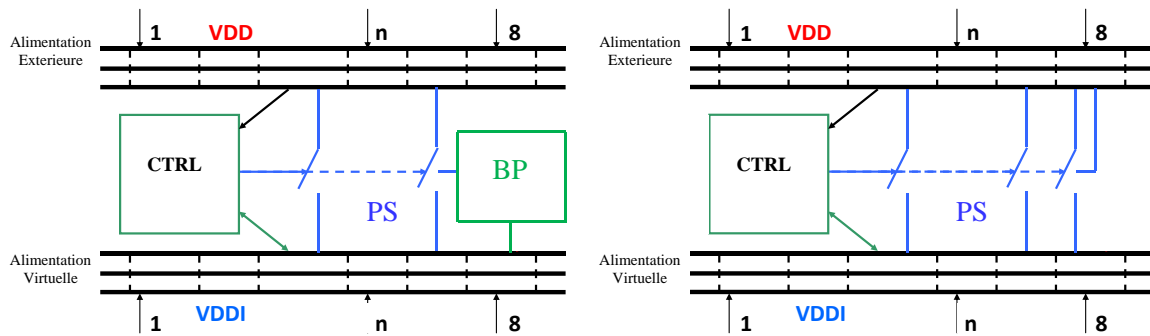 1 VDD n 8
Alimentation
Exterieure
CTRL
BP
PS
Alimentation
Virtuelle
1 VDDI n 8
1 VDD n 8
Alimentation
Exterieure
CTRL
PS
Alimentation
Virtuelle
1 VDDI n 8